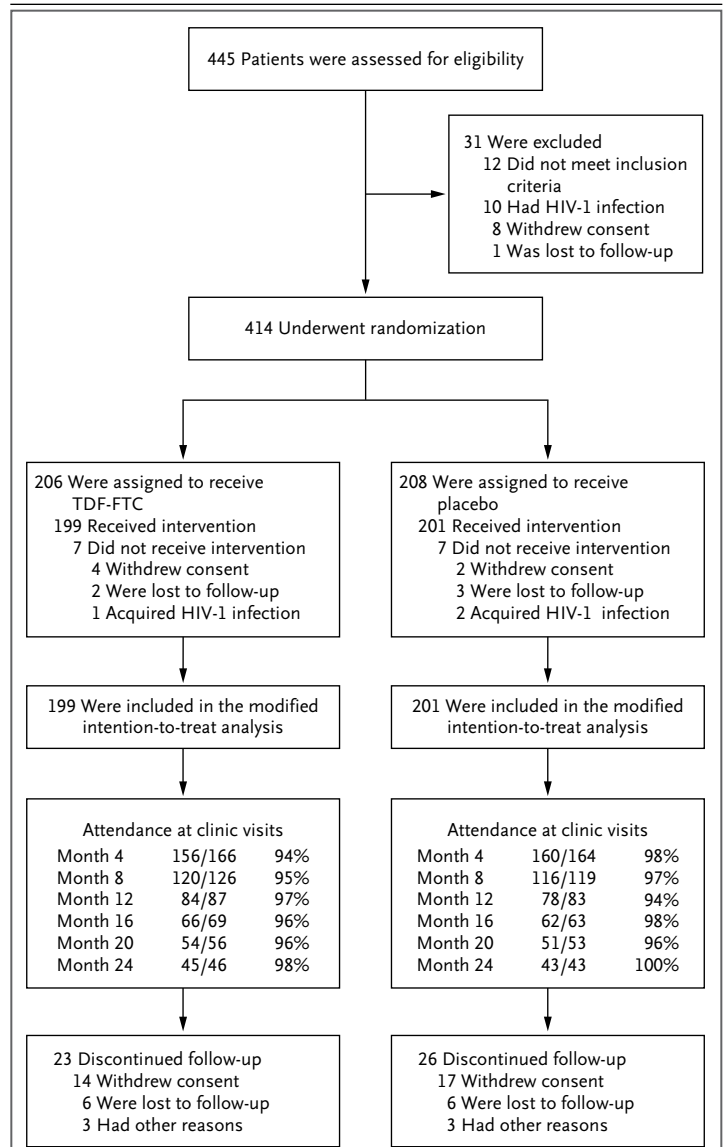 445 Patients were assessed for eligibility
31 Were excluded
12 Did not meet inclusion
criteria
10 Had HIV-1 infection
8 Withdrew consent
1 Was lost to follow-up
414 Underwent randomization
206 Were assigned to receive
TDF-FTC
199 Received intervention
7 Did not receive intervention
4 Withdrew consent
2 Were lost to follow-up
1 Acquired HIV-1 infection
208 Were assigned to receive
placebo
201 Received intervention
7 Did not receive intervention
2 Withdrew consent
3 Were lost to follow-up
2 Acquired HIV-1 infection
199 Were included in the modified
intention-to-treat analysis
201 Were included in the modified
intention-to-treat analysis
Attendance at clinic visits
Month 4 156/166 94%
Month 8 120/126 95%
Month 12 84/87 97%
Month 16 66/69 96%
Month 20 54/56 96%
Month 24 45/46 98%
Attendance at clinic visits
Month 4 160/164 98%
Month 8 116/119 97%
Month 12 78/83 94%
Month 16 62/63 98%
Month 20 51/53 96%
Month 24 43/43 100%
23 Discontinued follow-up
14 Withdrew consent
6 Were lost to follow-up
3 Had other reasons
26 Discontinued follow-up
17 Withdrew consent
6 Were lost to follow-up
3 Had other reasons